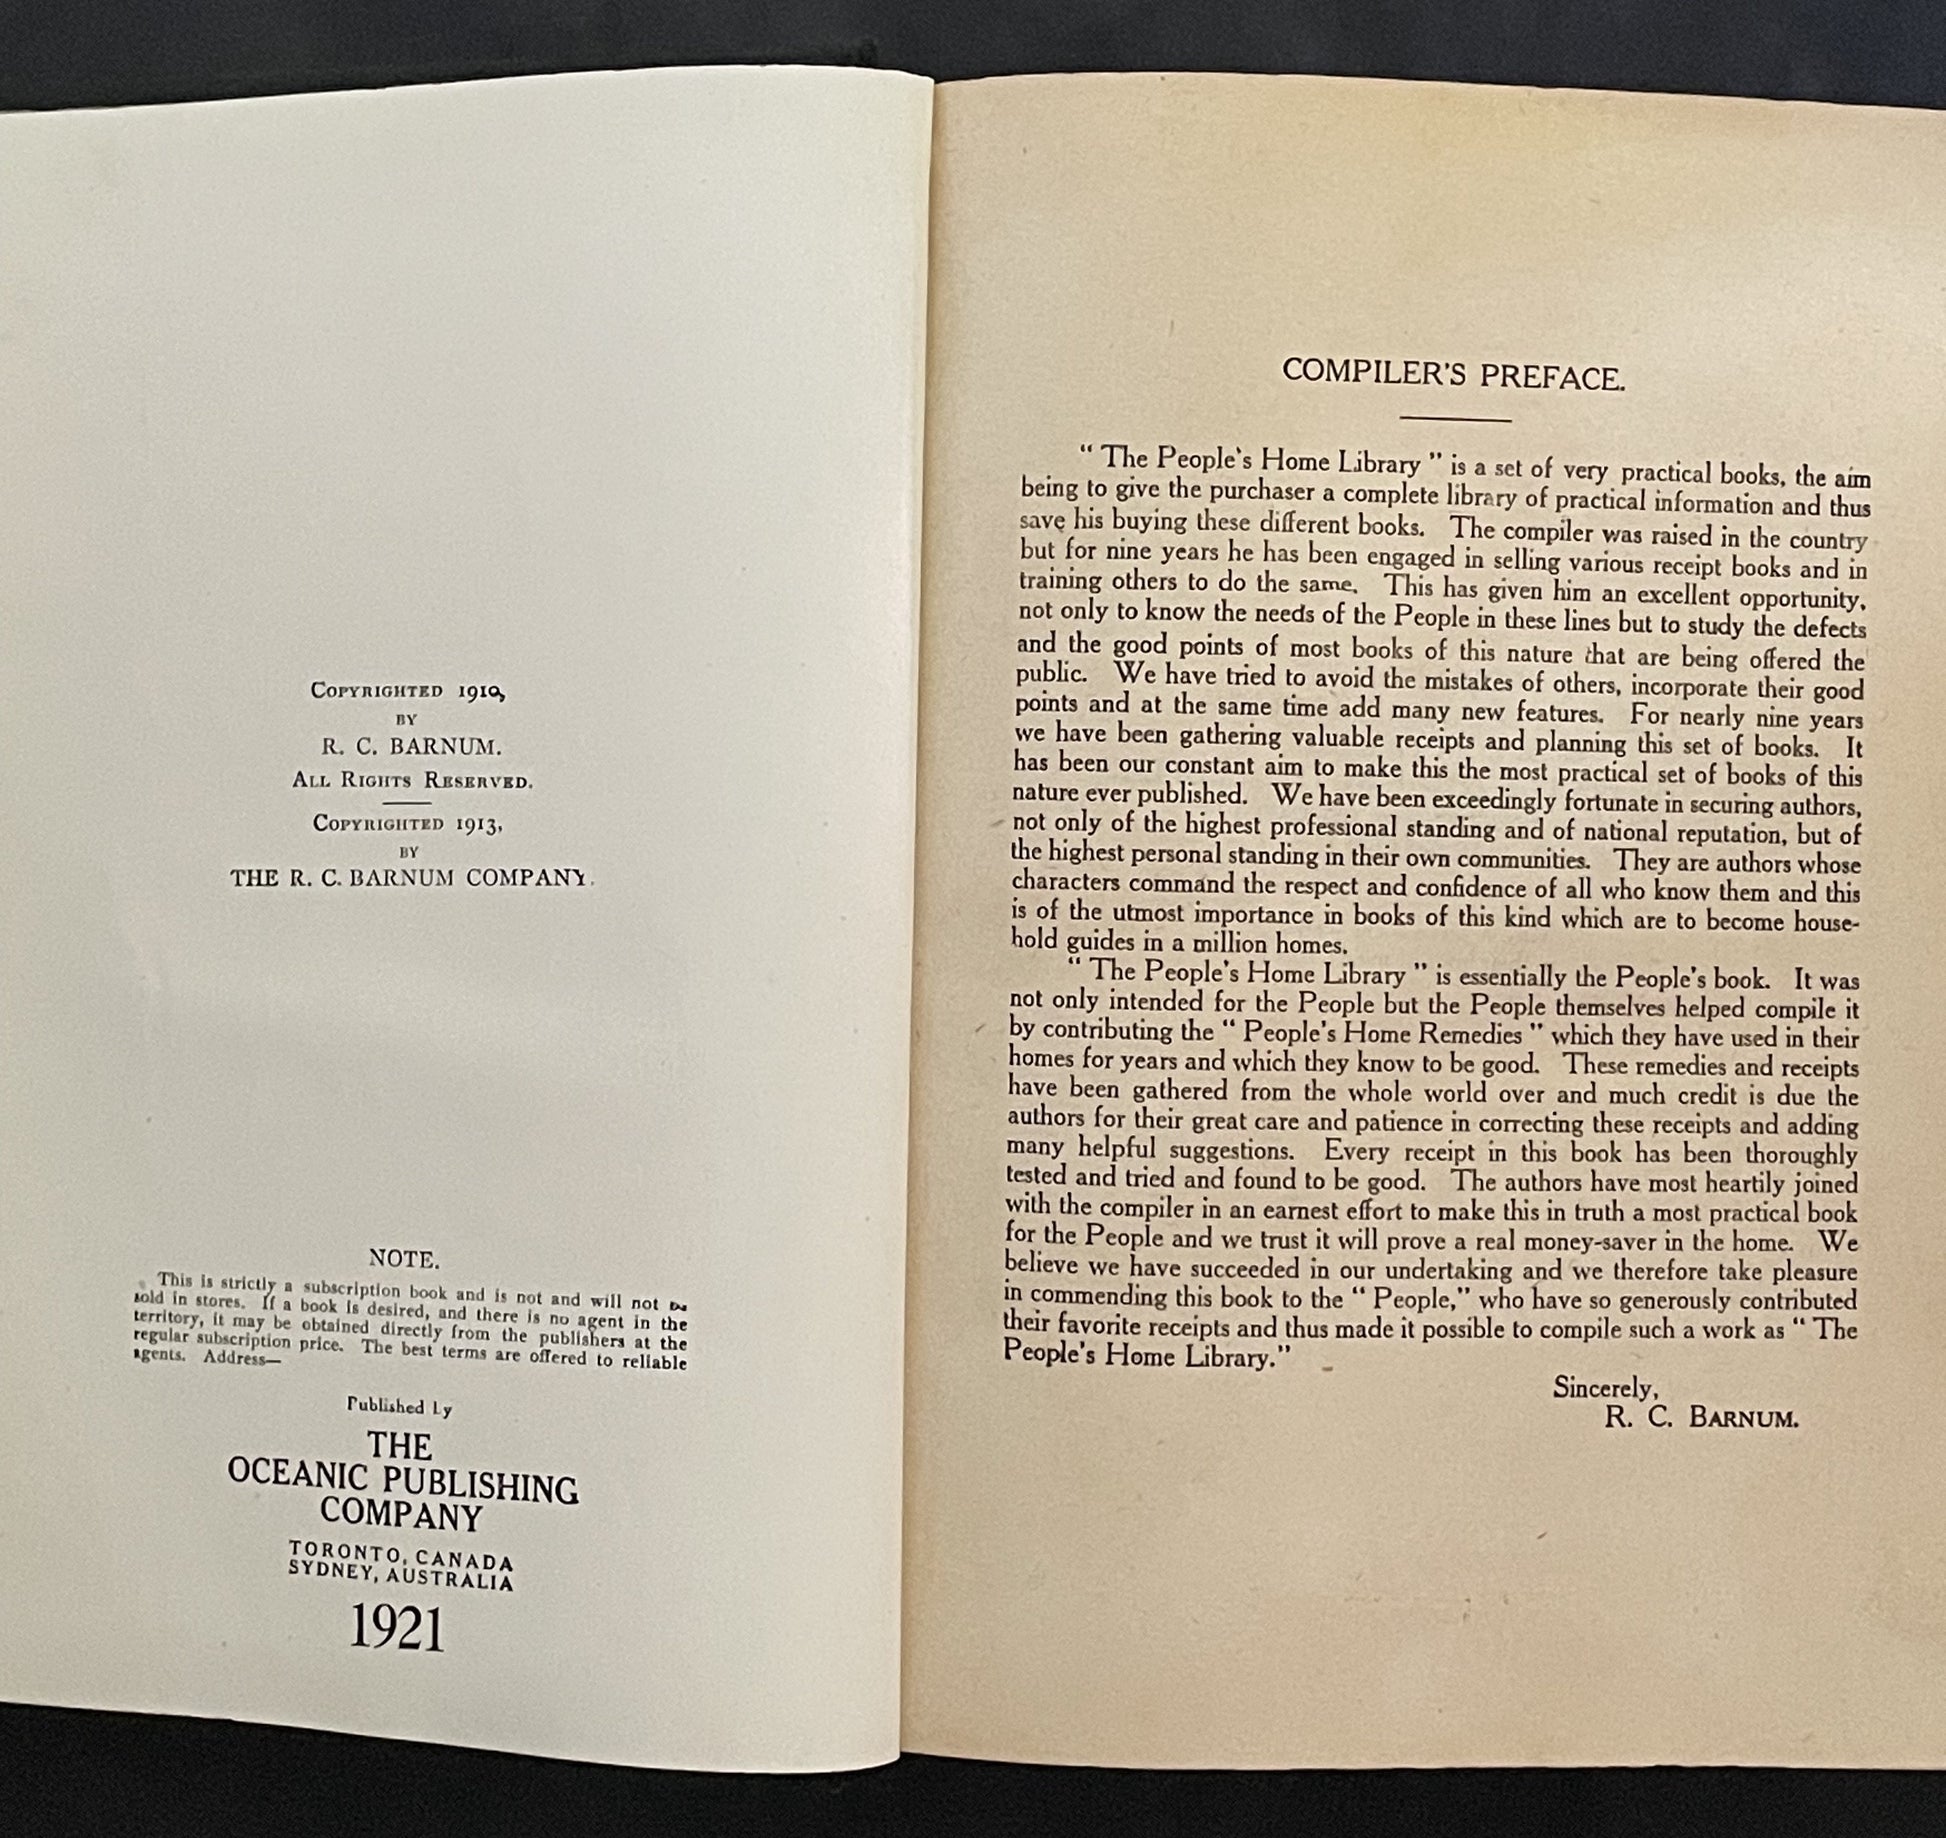 COPYRIGHTED 1910,
BY
R. C. BARNUM.
ALL RIGHTS RESERVED.
COPYRIGHTED 1913,
BY
THE R. C. BARNUM COMPANY.
NOTE.
This is strictly a subscription book and is not and will not be
sold in stores. If a book is desired, and there is no agent in the
territory, it may be obtained directly from the publishers at the
regular subscription price. The best terms are offered to reliable
agents. Address—
Published by
THE
OCEANIC PUBLISHING
COMPANY
TORONTO, CANADA
SYDNEY, AUSTRALIA
1921
COMPILER'S PREFACE.
" The People's Home Library " is a set of very practical books, the aim
being to give the purchaser a complete library of practical information and thus
save his buying these different books. The compiler was raised in the country
but for nine years he has been engaged in selling various receipt books and in
training others to do the same. This has given him an excellent opportunity,
not only to know the needs of the People in these lines but to study the defects
and the good points of most books of this nature that are being offered the
public. We have tried to avoid the mistakes of others, incorporate their good
points and at the same time add many new features. For nearly nine years
we have been gathering valuable receipts and planning this set of books. It
has been our constant aim to make this the most practical set of books of this
nature ever published. We have been exceedingly fortunate in securing authors,
not only of the highest professional standing and of national reputation, but of
the highest personal standing in their own communities. They are authors whose
characters command the respect and confidence of all who know them and this
is of the utmost importance in books of this kind which are to become house-
hold guides in a million homes.
" The People's Home Library " is essentially the People's book. It was
not only intended for the People but the People themselves helped compile it
by contributing the " People's Home Remedies " which they have used in their
homes for years and which they know to be good. These remedies and receipts
have been gathered from the whole world over and much credit is due the
authors for their great care and patience in correcting these receipts and adding
many helpful suggestions. Every receipt in this book has been thoroughly
tested and tried and found to be good. The authors have most heartily joined
with the compiler in an earnest effort to make this in truth a most practical book
for the People and we trust it will prove a real money-saver in the home. We
believe we have succeeded in our undertaking and we therefore take pleasure
in commending this book to the " People," who have so generously contributed
their favorite receipts and thus made it possible to compile such a work as " The
People's Home Library."
Sincerely,
R. C. BARNUM.